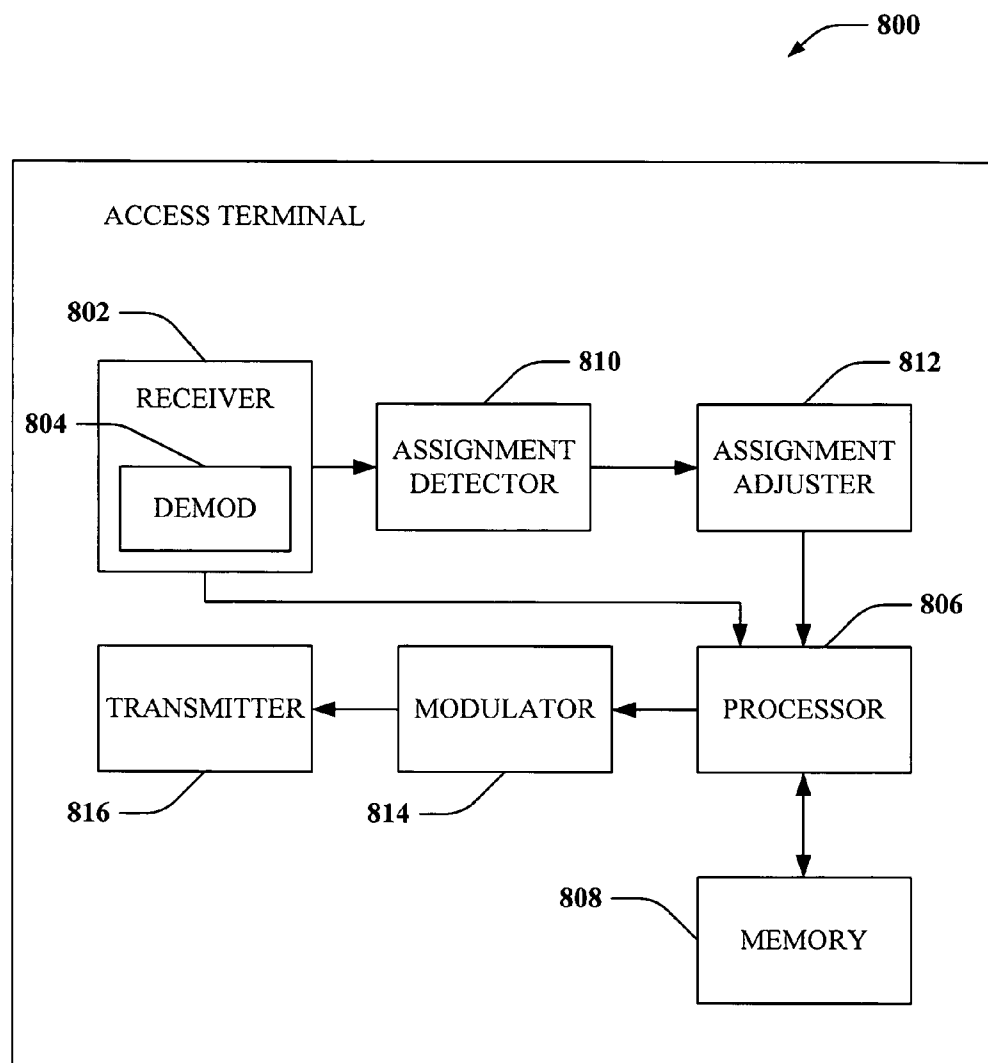 800
ACCESS TERMINAL
802
RECEIVER
804
DEMOD
810
ASSIGNMENT
DETECTOR
812
ASSIGNMENT
ADJUSTER
806
TRANSMITTER
MODULATOR
PROCESSOR
816
814
808
MEMORY